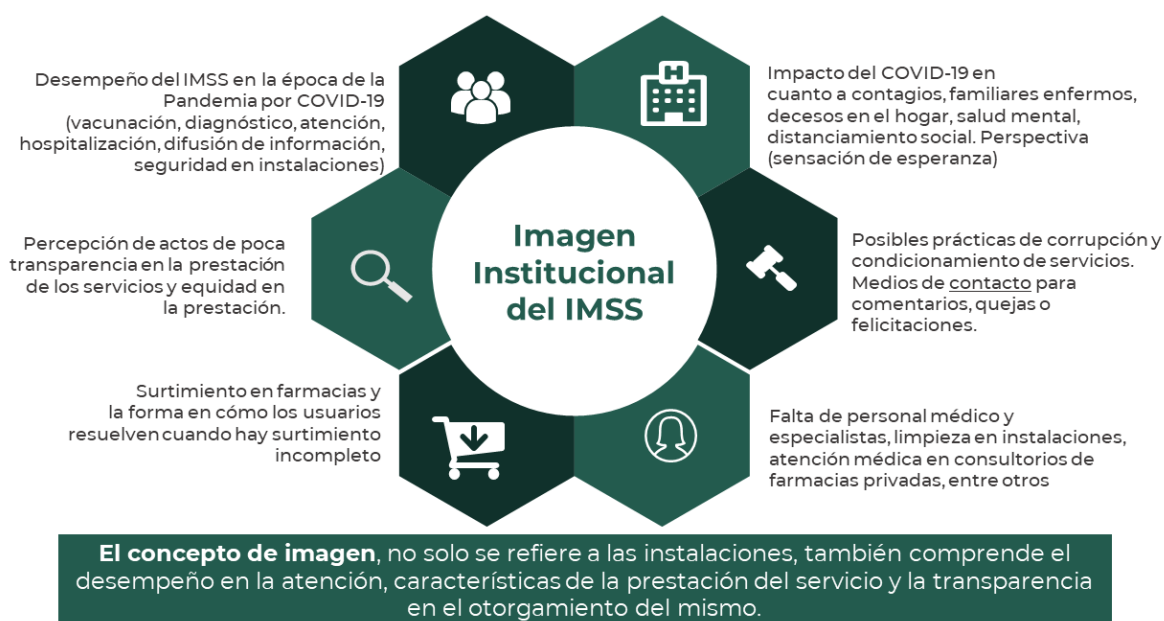 Desempeño del IMSS en la época de la
Pandemia por COVID-19
(vacunación, diagnóstico, atención,
hospitalización, difusión de información,
seguridad en instalaciones)
H
Impacto del COVID-19 en
cuanto a contagios, familiares enfermos,
decesos en el hogar, salud mental,
distanciamiento social. Perspectiva
(sensación de esperanza)
Percepción de actos de poca
transparencia en la prestación
de los servicios y equidad en
la prestación.
Imagen
Institucional
del IMSS
Posibles prácticas de corrupción y
condicionamiento de servicios.
Medios de contacto para
comentarios, quejas o
felicitaciones.
Surtimiento en farmacias y
la forma en cómo los usuarios
resuelven cuando hay surtimiento
incompleto
Falta de personal médico y
especialistas, limpieza en instalaciones,
atención médica en consultorios de
farmacias privadas, entre otros
El concepto de imagen, no solo se refiere a las instalaciones, también comprende el
desempeño en la atención, características de la prestación del servicio y la transparencia
en el otorgamiento del mismo.